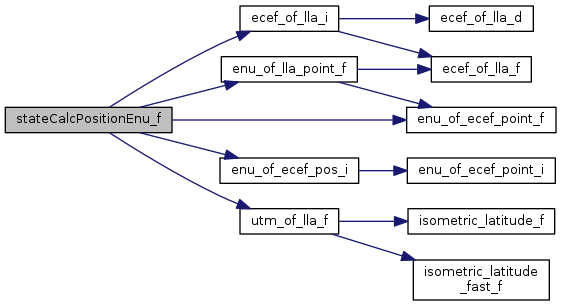 stateCalcPositionEnu_f
ecef_of_lla_i
enu_of_lla_point_f
enu_of_ecef_pos_i
utm_of_lla_f
ecef_of_lla_d
ecef_of_lla_f
enu_of_ecef_point_f
enu_of_ecef_point_i
isometric_latitude_f
isometric_latitude
_fast_f